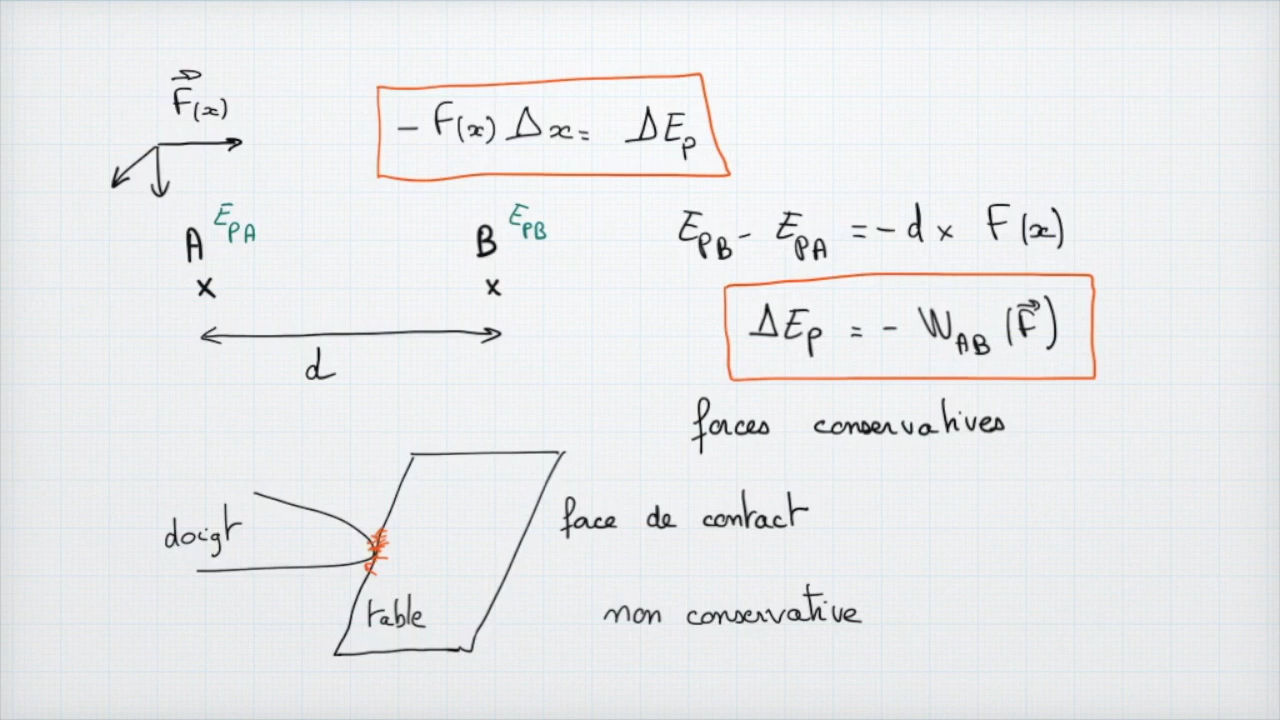 F(x)
- F(x) Δx = ΔEp
A EPA
B EPB
x x
d
EPB - EPA = - d × F(x)
ΔEp = - WAB (F)
forces conservatives
doigt
table
face de contact
non conservative